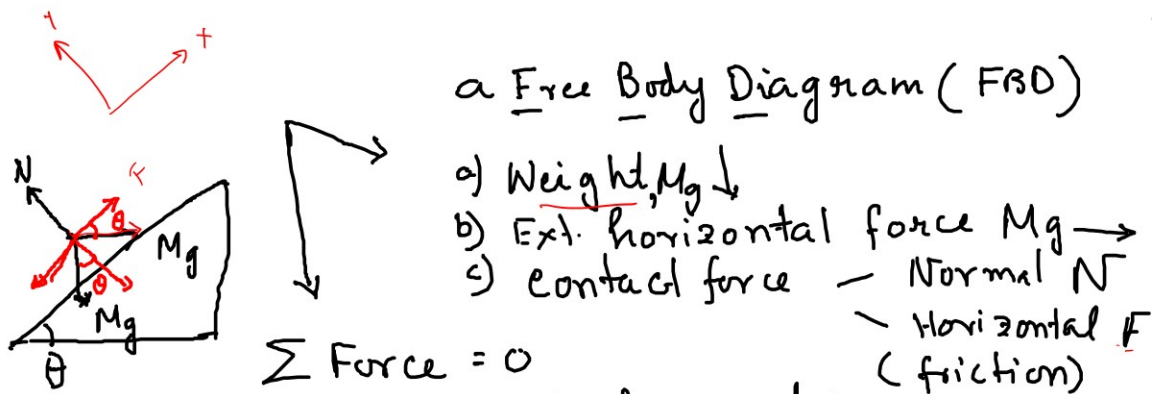 Y
X
a Free Body Diagram (FBD)
N
F
θ
Mg
θ
Mg
θ
a) Weight, Mg ↓
b) Ext. horizontal force Mg →
c) contact force - Normal N
- Horizontal F
(friction)
Σ Force = 0